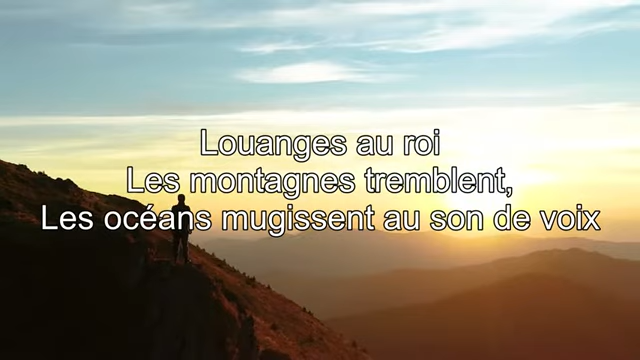 Louanges au roi
Les montagnes tremblent,
Les océans mugissent au son de voix